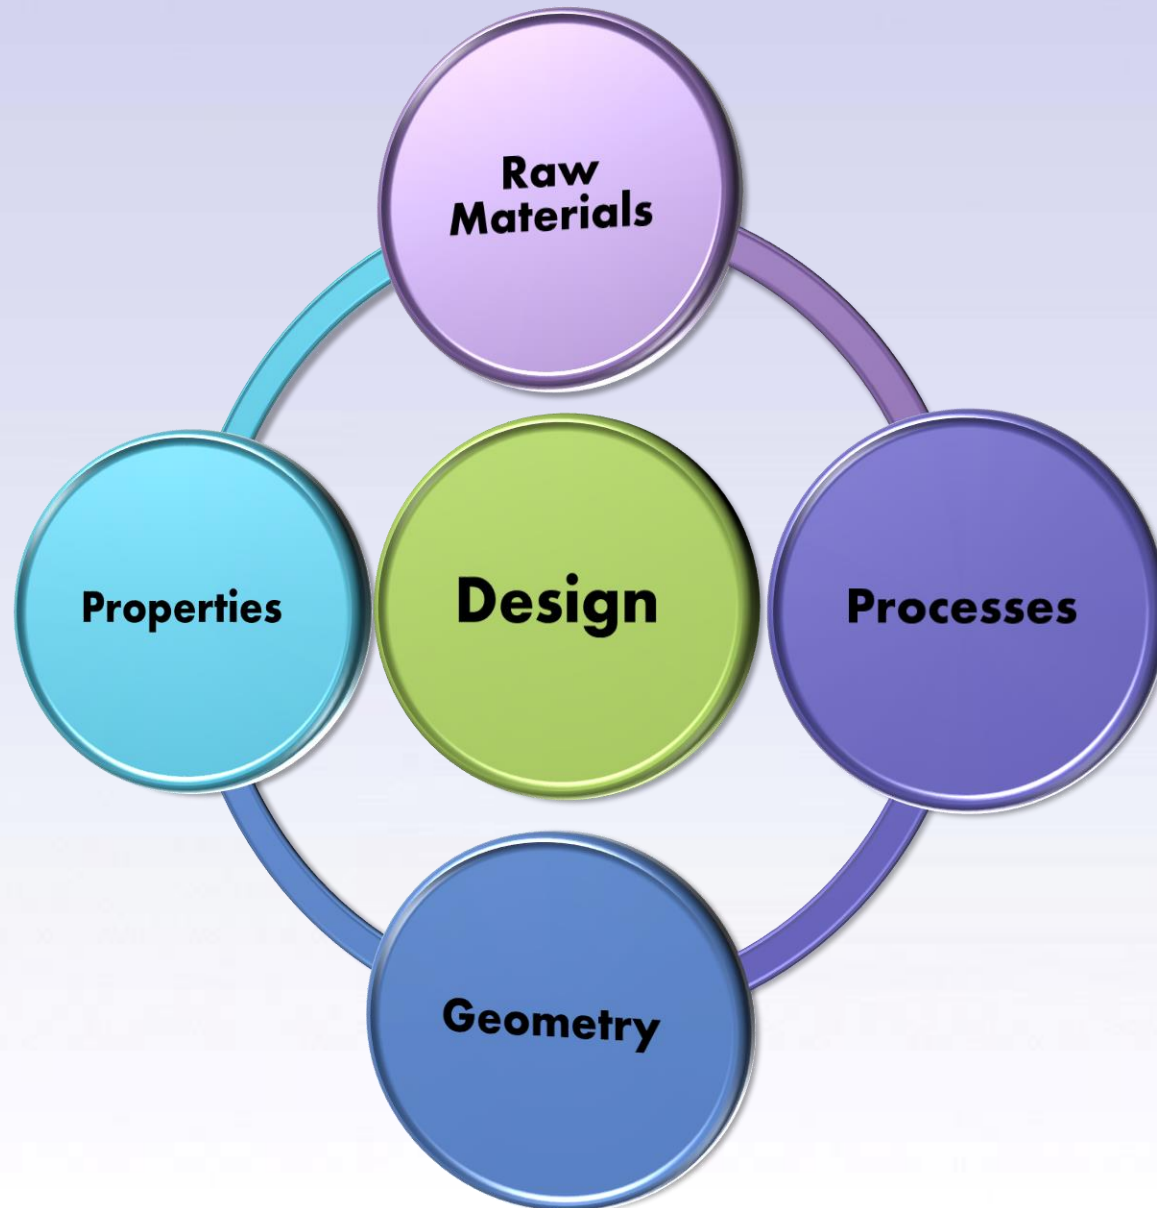 Raw
Materials
Properties
Design
Processes
Geometry